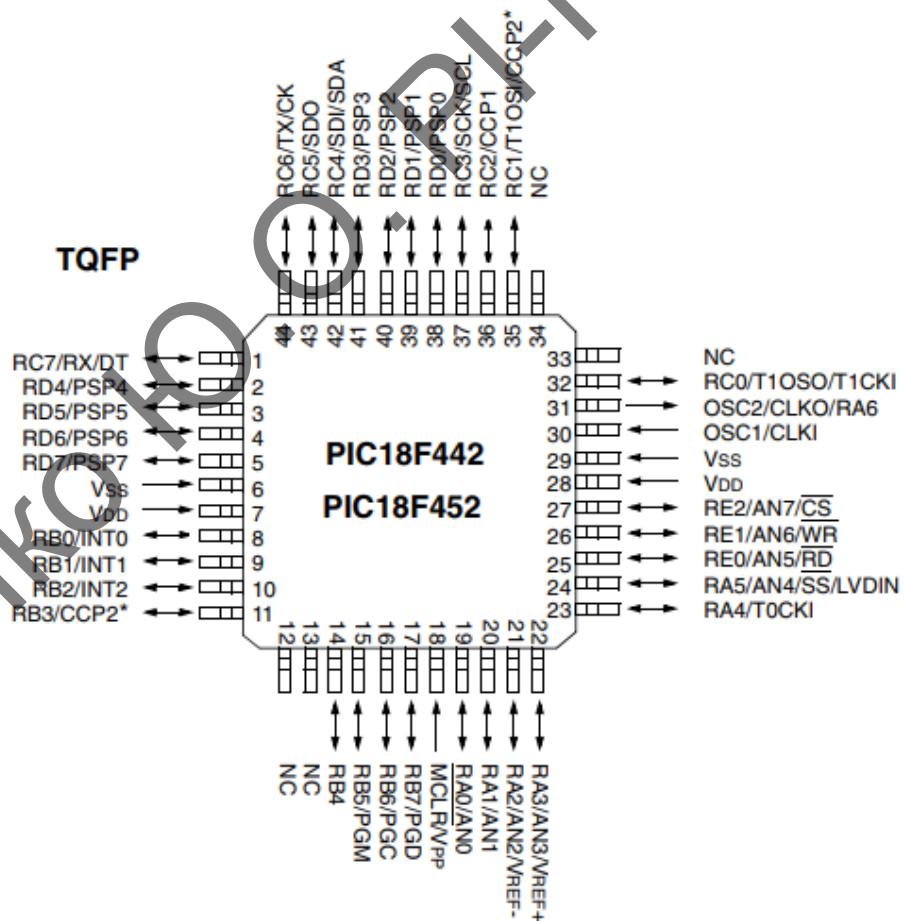 RC6/TX/CK
RC5/SDO
RC4/SDI/SDA
RD3/PSP3
RD2/PSP2
RD1/PSP1
RD0/PSP0
RC3/SCK/SCL
RC2/CCP1
RC1/T1OSI/CCP2*
NC
TQFP
44 43 42 41 40 39 38 37 36 35 34
RC7/RX/DT 1
RD4/PSP4 2
RD5/PSP5 3
RD6/PSP6 4
RD7/PSP7 5
VSS 6
VDD 7
RB0/INT0 8
RB1/INT1 9
RB2/INT2 10
RB3/CCP2* 11
PIC18F442
PIC18F452
33 NC
32 RC0/T1OSO/T1CKI
31 OSC2/CLKO/RA6
30 OSC1/CLKI
29 VSS
28 VDD
27 RE2/AN7/CS
26 RE1/AN6/WR
25 RE0/AN5/RD
24 RA5/AN4/SS/LVDIN
23 RA4/T0CKI
12 13 14 15 16 17 18 19 20 21 22
NC
NC
RB4
RB5/PGM
RB6/PGC
RB7/PGD
MCLR/VPP
RA0/AN0
RA1/AN1
RA2/AN2/VREF-
RA3/AN3/VREF+